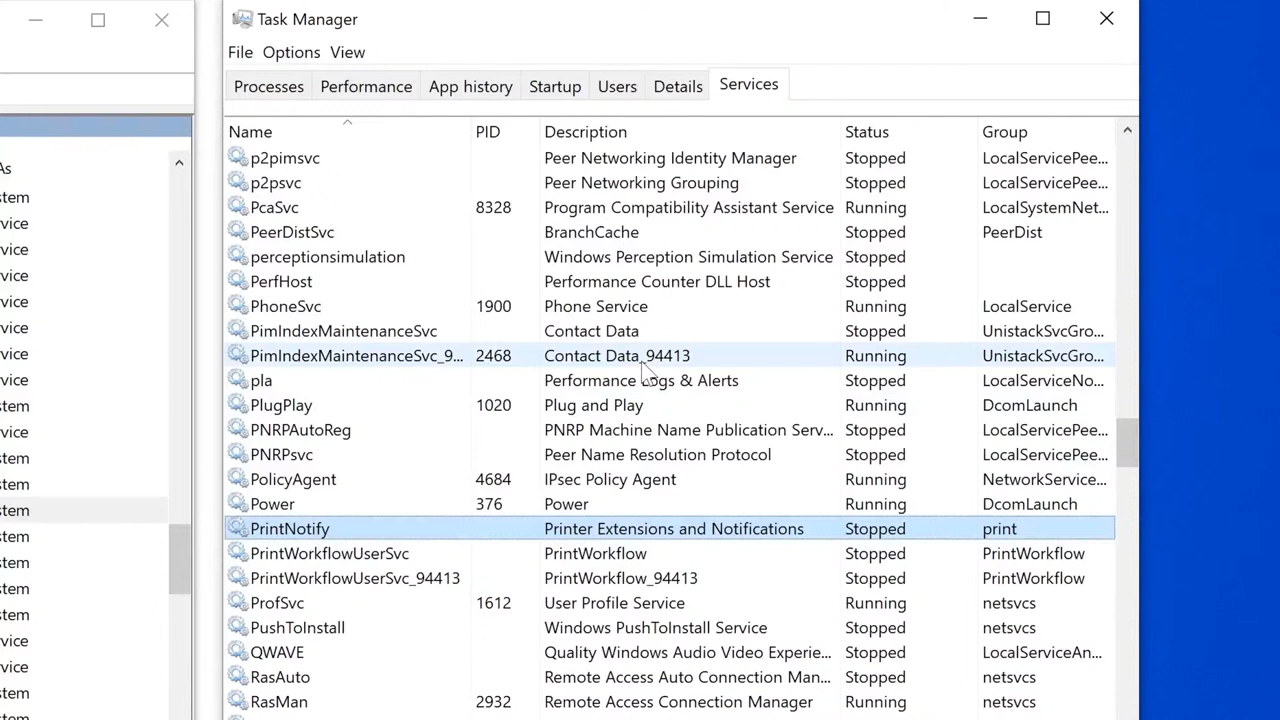 Task Manager
File Options View
Processes Performance App history Startup Users Details Services
Name PID Description Status Group
p2pimsvc Peer Networking Identity Manager Stopped LocalServicePee...
p2psvc Peer Networking Grouping Stopped LocalServicePee...
PcaSvc 8328 Program Compatibility Assistant Service Running LocalSystemNet...
PeerDistSvc BranchCache Stopped PeerDist
perceptionsimulation Windows Perception Simulation Service Stopped
PerfHost Performance Counter DLL Host Stopped
PhoneSvc 1900 Phone Service Running LocalService
PimIndexMaintenanceSvc Contact Data Stopped UnistackSvcGro...
PimIndexMaintenanceSvc_9... 2468 Contact Data_94413 Running UnistackSvcGro...
pla Performance Logs & Alerts Stopped LocalServiceNo...
PlugPlay 1020 Plug and Play Running DcomLaunch
PNRPAutoReg PNRP Machine Name Publication Serv... Stopped LocalServicePee...
PNRPsvc Peer Name Resolution Protocol Stopped LocalServicePee...
PolicyAgent 4684 IPsec Policy Agent Running NetworkService...
Power 376 Power Running DcomLaunch
PrintNotify Printer Extensions and Notifications Stopped print
PrintWorkflowUserSvc PrintWorkflow Stopped PrintWorkflow
PrintWorkflowUserSvc_94413 PrintWorkflow_94413 Stopped PrintWorkflow
ProfSvc 1612 User Profile Service Running netsvcs
PushToInstall Windows PushToInstall Service Stopped netsvcs
QWAVE Quality Windows Audio Video Experie... Stopped LocalServiceAn...
RasAuto Remote Access Auto Connection Man... Stopped netsvcs
RasMan 2932 Remote Access Connection Manager Running netsvcs